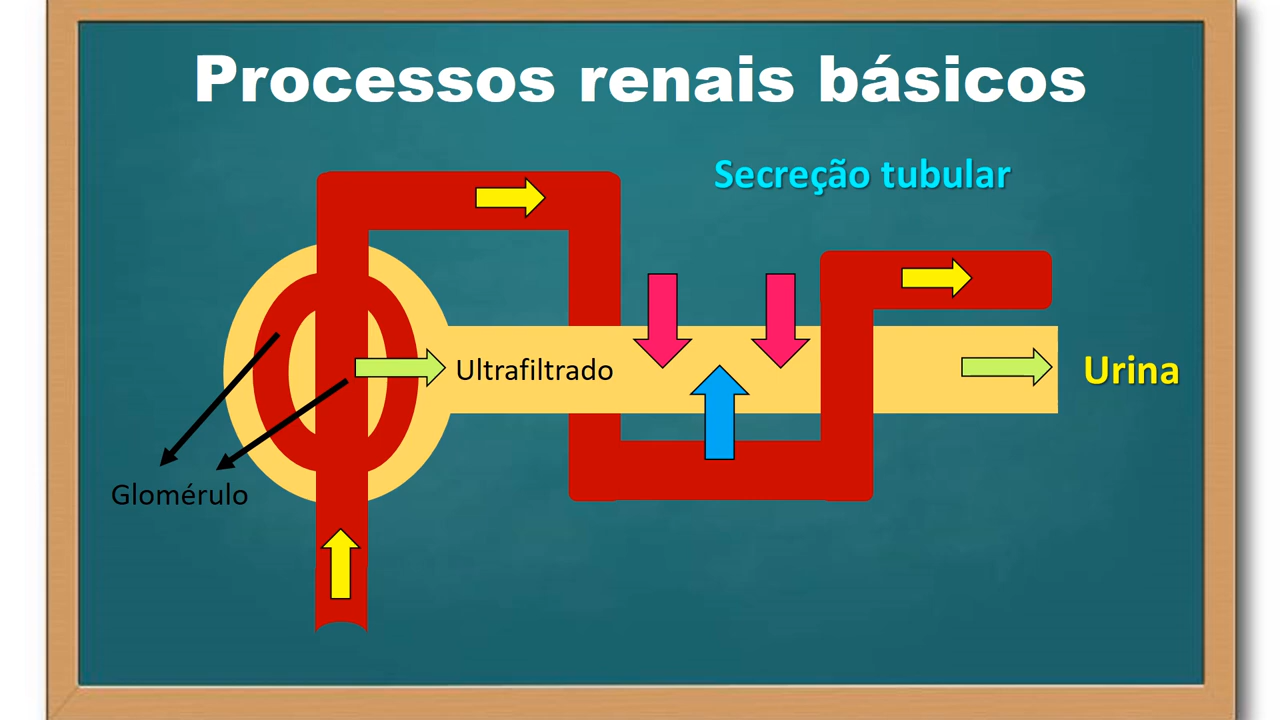 Processos renais básicos
Secreção tubular
Ultrafiltrado
Urina
Glomérulo